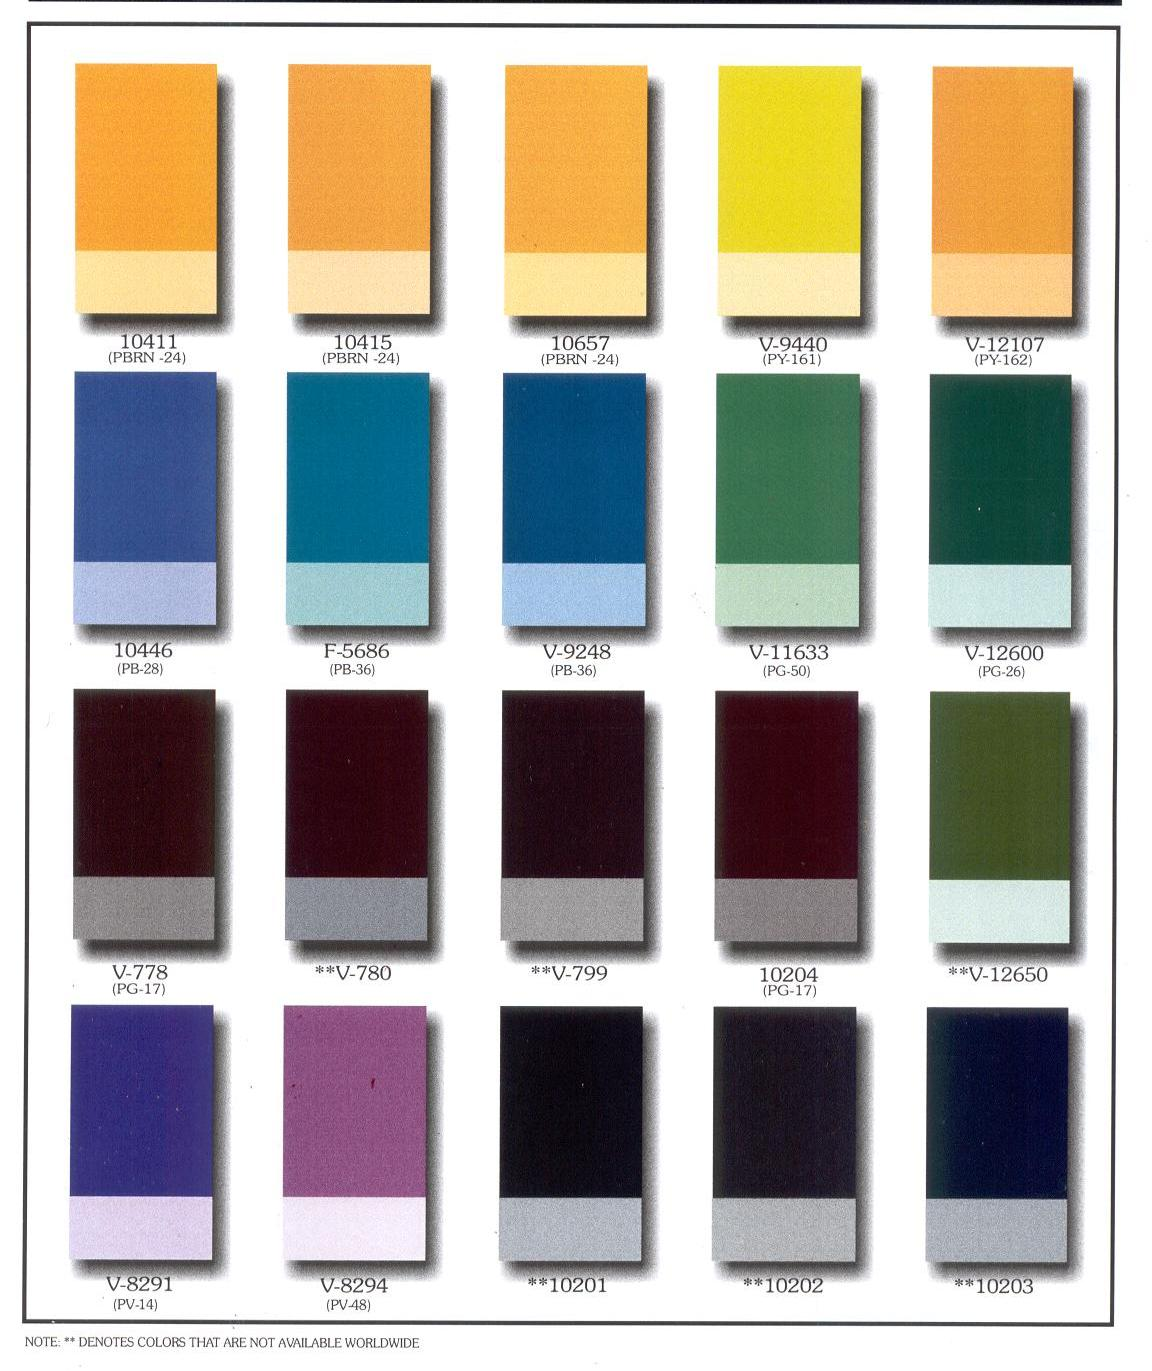 10411 10415 10657 V-9440 V-12107
(PBRN -24) (PBRN -24) (PBRN -24) (PY-161) (PY-162)
10446 F-5686 V-9248 V-11633 V-12600
(PB-28) (PB-36) (PB-36) (PG-50) (PG-26)
V-778 **V-780 **V-799 10204 **V-12650
(PG-17) (PG-17)
V-8291 V-8294 **10201 **10202 **10203
(PV-14) (PV-48)
NOTE: ** DENOTES COLORS THAT ARE NOT AVAILABLE WORLDWIDE